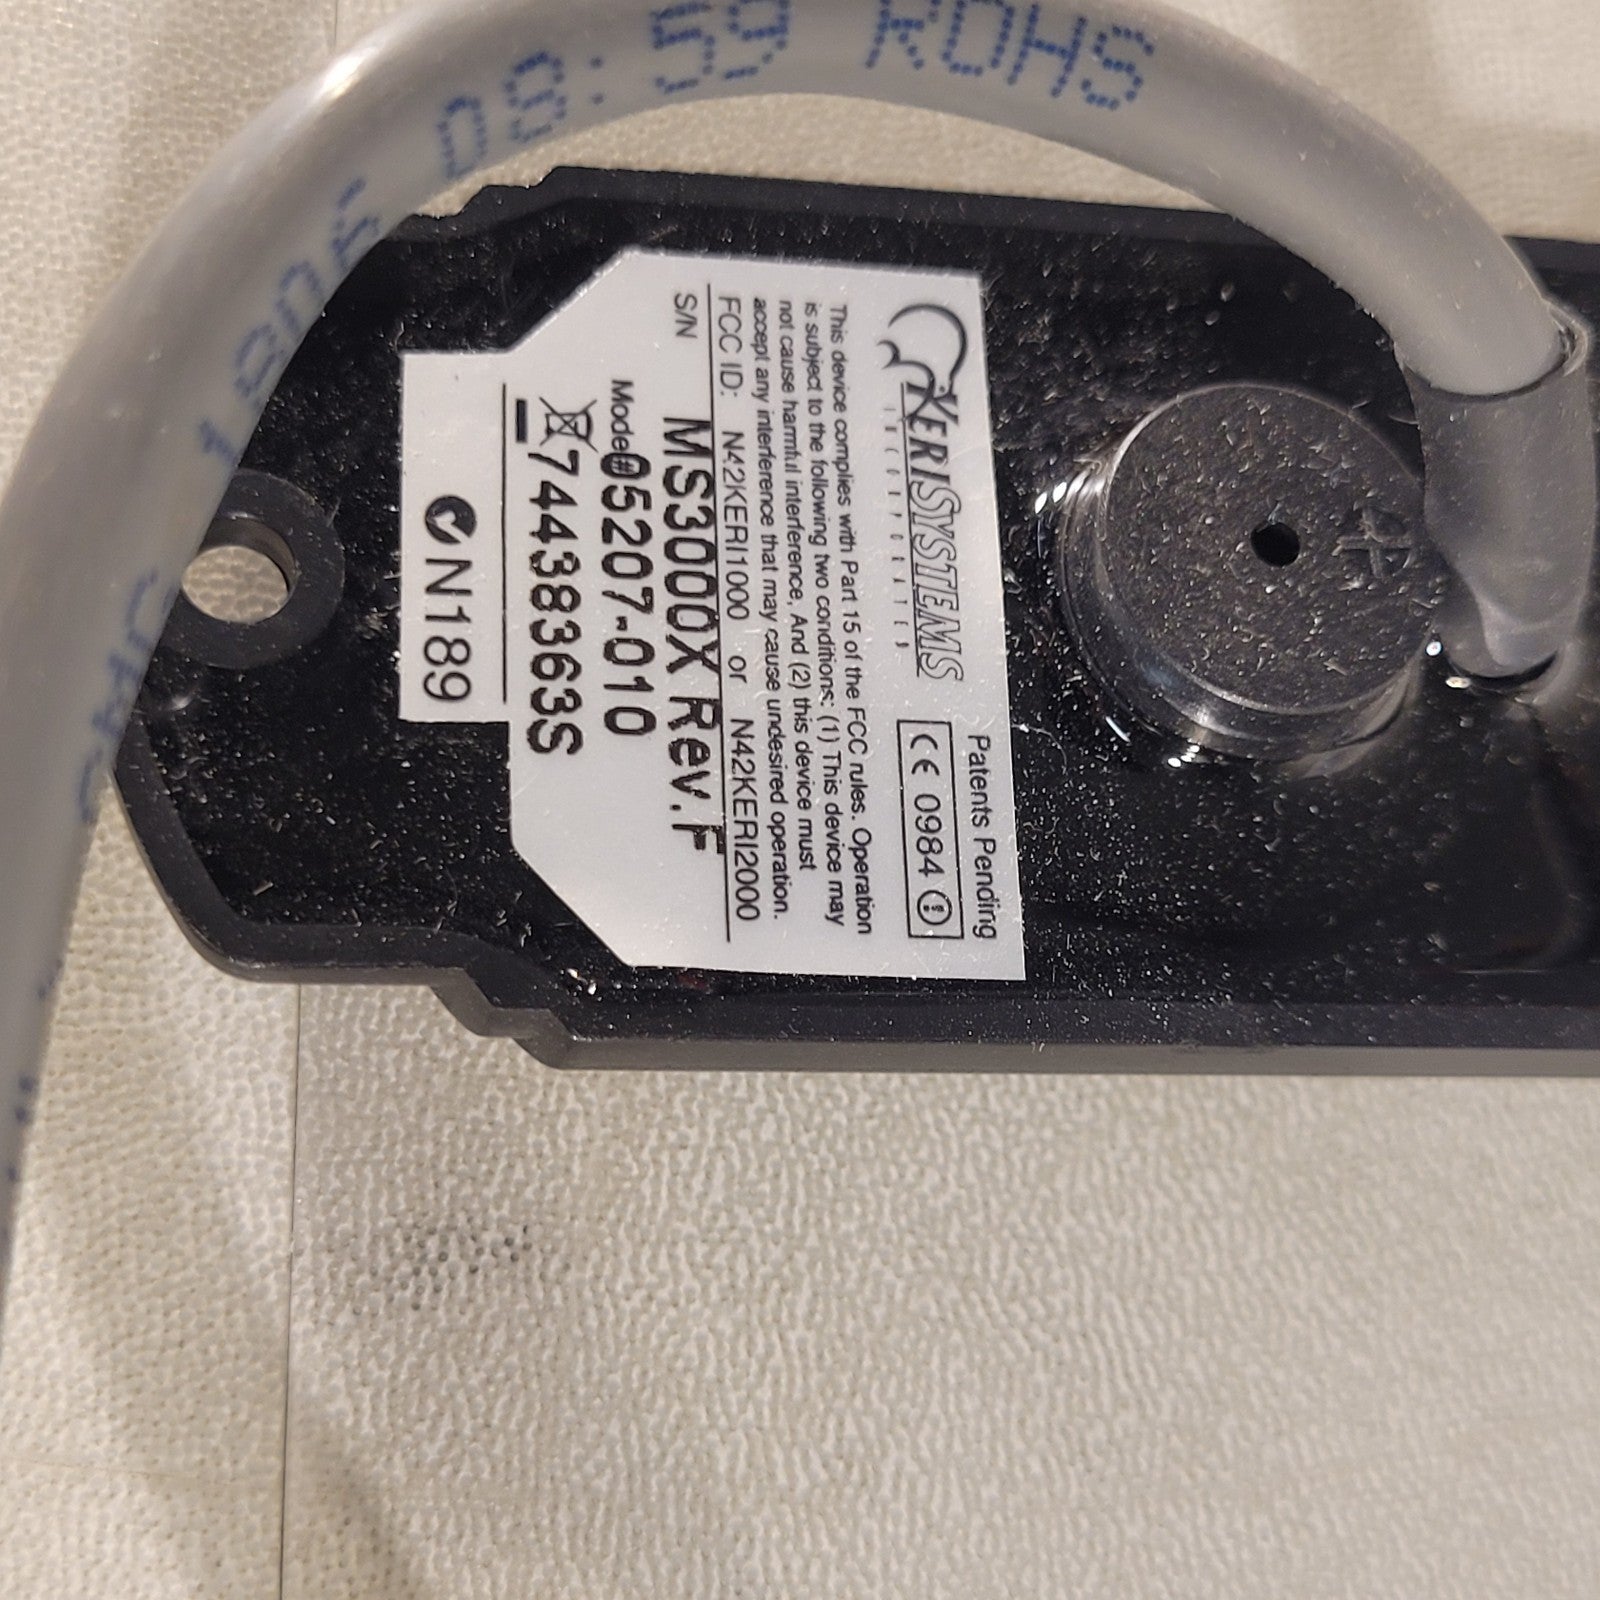 08:59 ROHS
Patents Pending
KERISYSTEMS
INCORPORATED
CE 0984
This device complies with Part 15 of the FCC rules. Operation
is subject to the following two conditions: (1) This device may
not cause harmful interference, And (2) this device must
accept any interference that may cause undesired operation.
FCC ID: N42KERI1000 or N42KERI2000
S/N
MS3000X Rev.F
Model# 05207-010
74438363S
N189